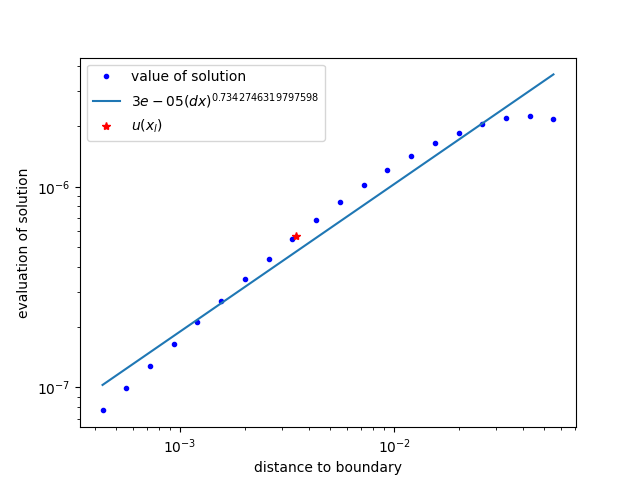 value of solution
3e − 05(dx)^0.7342746319797598
u(x_l)
10^−6
10^−7
evaluation of solution
10^−3
10^−2
distance to boundary